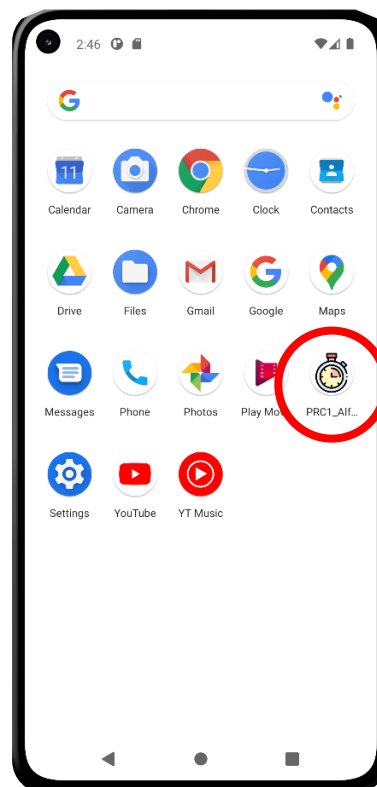 2:46
11
Calendar Camera Chrome Clock Contacts
Drive Files Gmail Google Maps
Messages Phone Photos Play Mo PRC1_Alf...
Settings YouTube YT Music